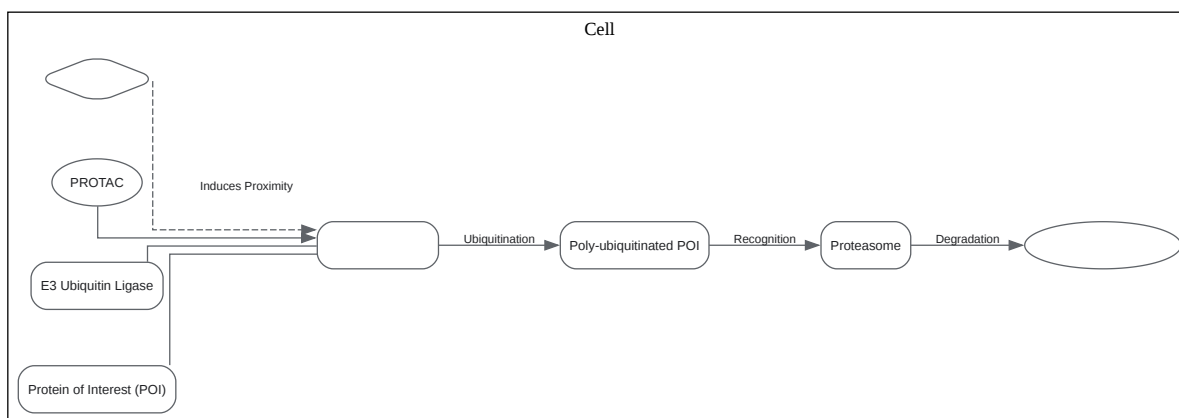 Cell
PROTAC
Induces Proximity
Ubiquitination
Poly-ubiquitinated POI
Recognition
Proteasome
Degradation
E3 Ubiquitin Ligase
Protein of Interest (POI)